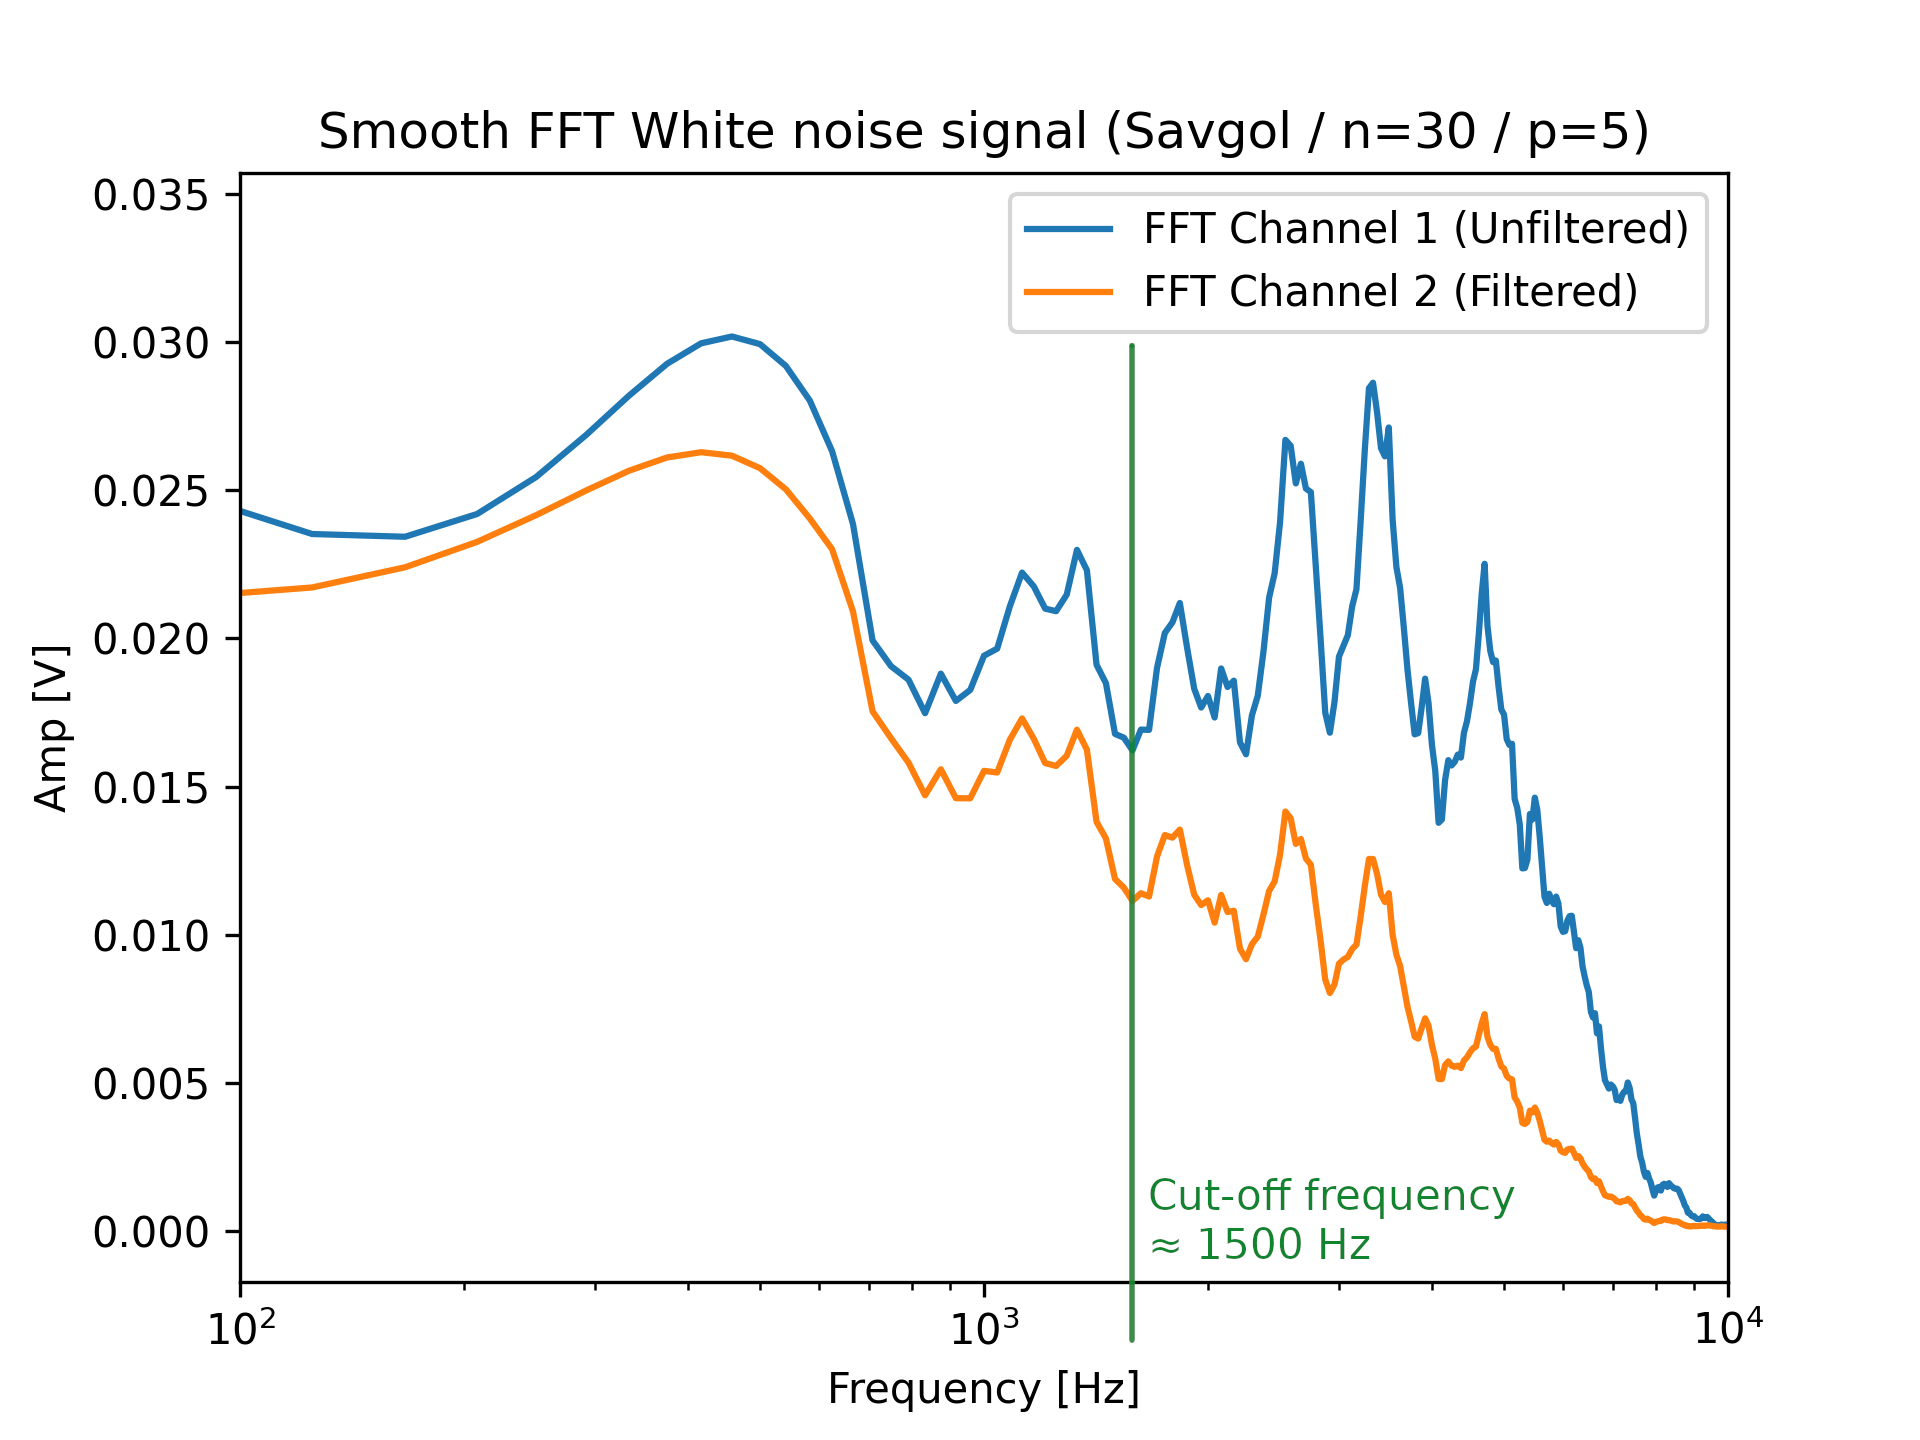 Smooth FFT White noise signal (Savgol / n=30 / p=5)
FFT Channel 1 (Unfiltered)
FFT Channel 2 (Filtered)
0.035
0.030
0.025
0.020
0.015
0.010
0.005
0.000
Amp [V]
Cut-off frequency
≈ 1500 Hz
10² 10³ 10⁴
Frequency [Hz]